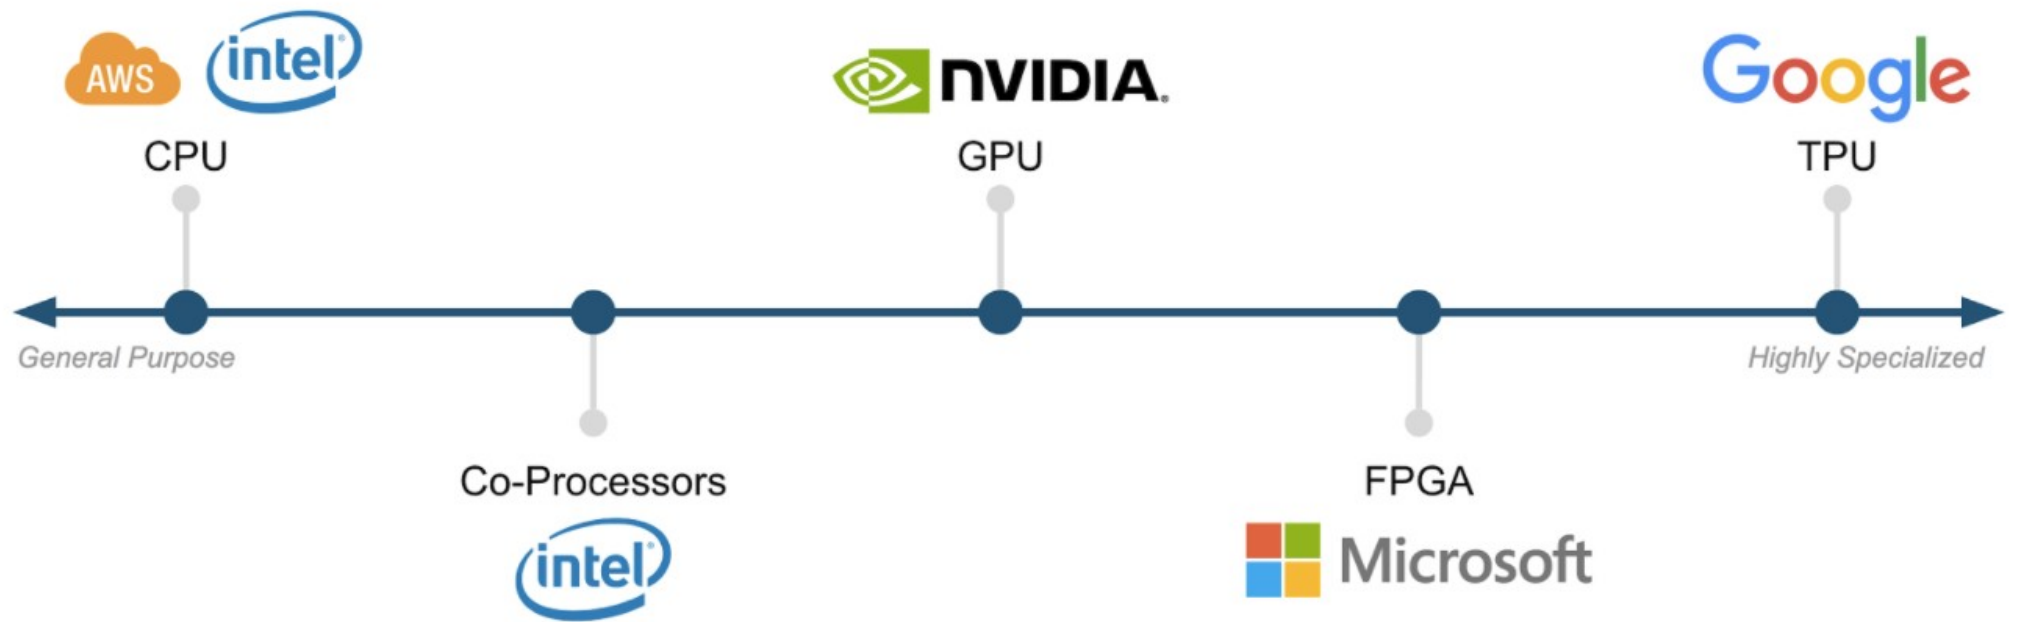 AWS
intel®
NVIDIA®
Google
CPU
GPU
TPU
General Purpose
Highly Specialized
Co-Processors
FPGA
intel®
Microsoft